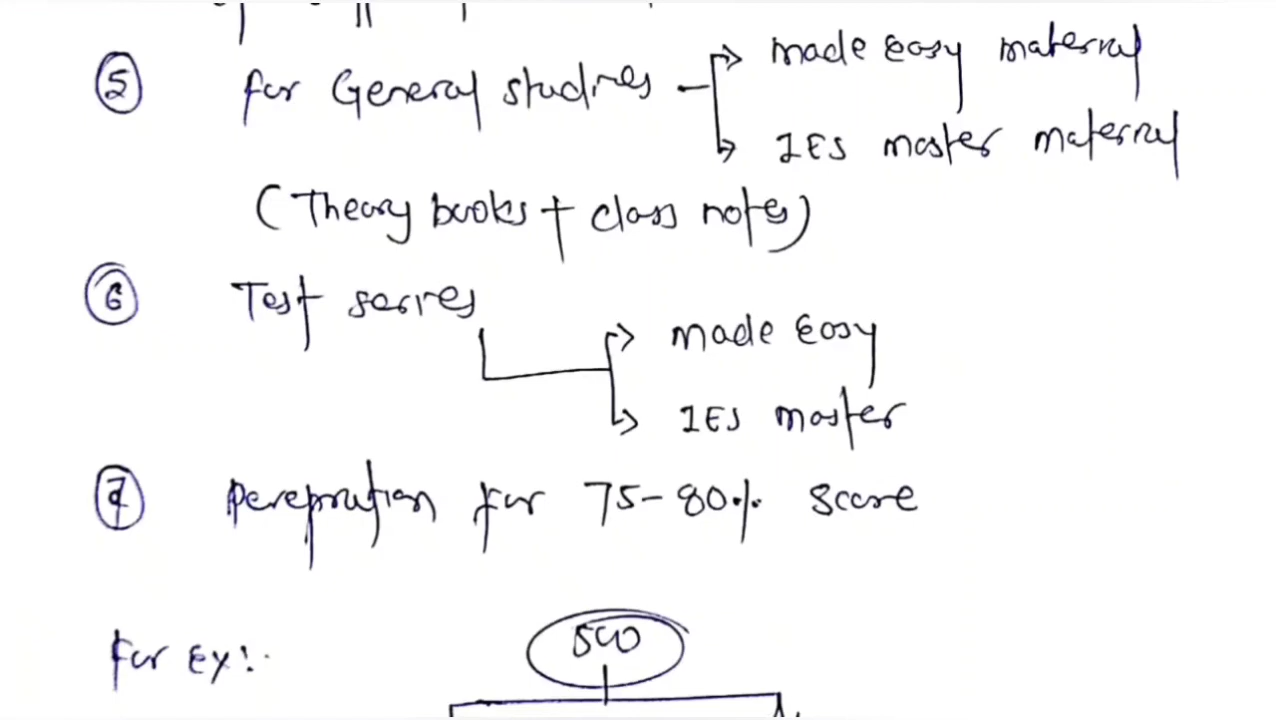 ⑤ for General studies → made easy material
→ IES master material
(Theory books + class notes)
⑥ Test series
→ made easy
→ IES master
⑦ Pereprution for 75-80% score
for Ex:-
500